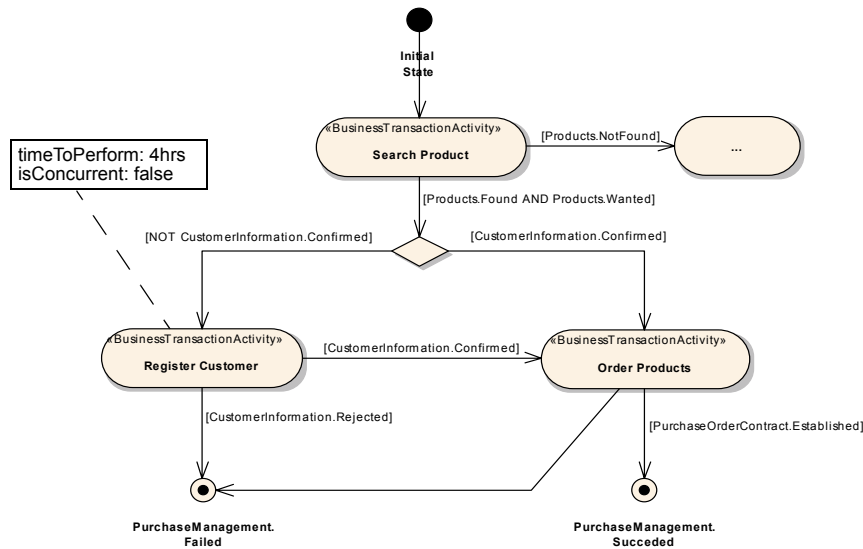 Initial
State
«BusinessTransactionActivity»
Search Product
[Products.NotFound]
...
timeToPerform: 4hrs
isConcurrent: false
[Products.Found AND Products.Wanted]
[NOT CustomerInformation.Confirmed]
[CustomerInformation.Confirmed]
«BusinessTransactionActivity»
Register Customer
[CustomerInformation.Confirmed]
«BusinessTransactionActivity»
Order Products
[CustomerInformation.Rejected]
[PurchaseOrderContract.Established]
PurchaseManagement.
Failed
PurchaseManagement.
Succeded